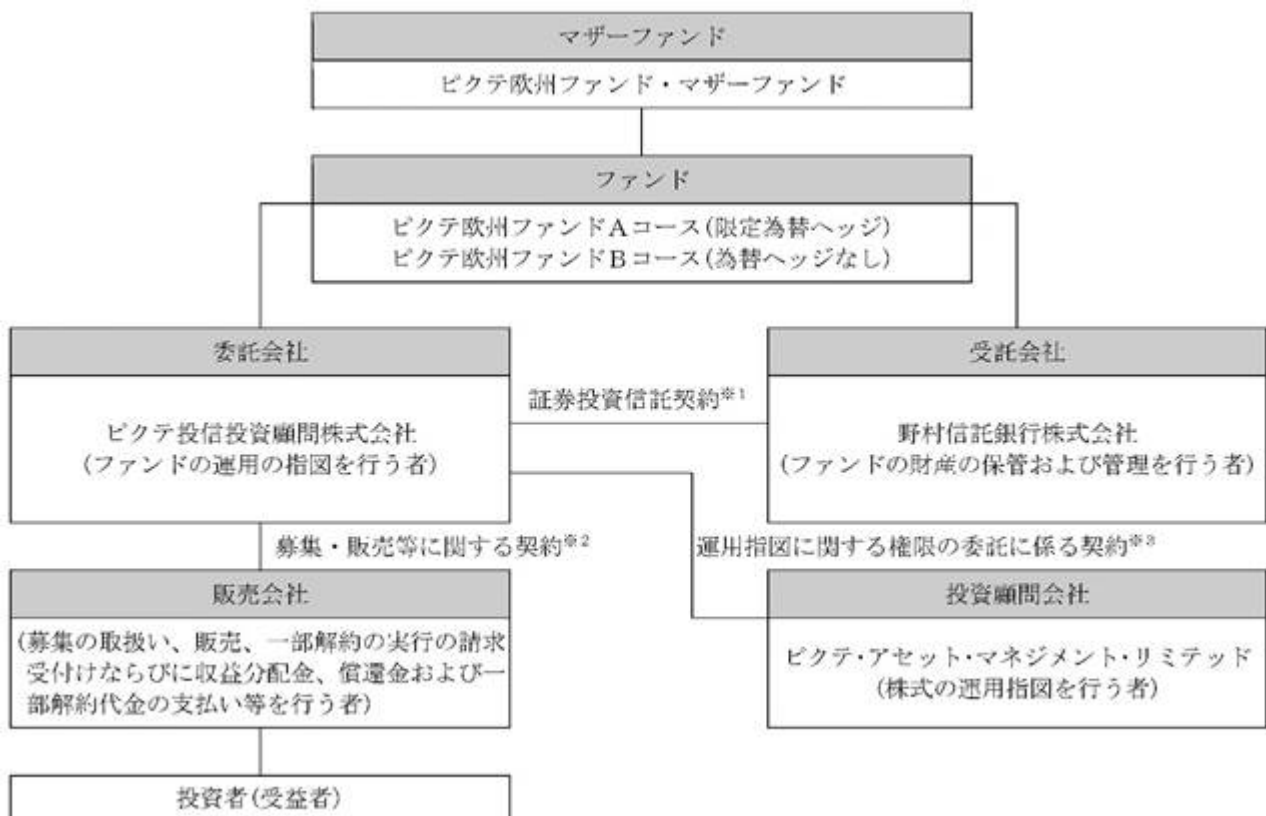 マザーファンド
ピクテ欧州ファンド・マザーファンド
ファンド
ピクテ欧州ファンドAコース(限定為替ヘッジ)
ピクテ欧州ファンドBコース(為替ヘッジなし)
委託会社
ピクテ投信投資顧問株式会社
(ファンドの運用の指図を行う者)
証券投資信託契約※1
受託会社
野村信託銀行株式会社
(ファンドの財産の保管および管理を行う者)
募集・販売等に関する契約※2
運用指図に関する権限の委託に係る契約※3
販売会社
(募集の取扱い、販売、一部解約の実行の請求
受付けならびに収益分配金、償還金および一
部解約代金の支払い等を行う者)
投資顧問会社
ピクテ・アセット・マネジメント・リミテッド
(株式の運用指図を行う者)
投資者(受益者)